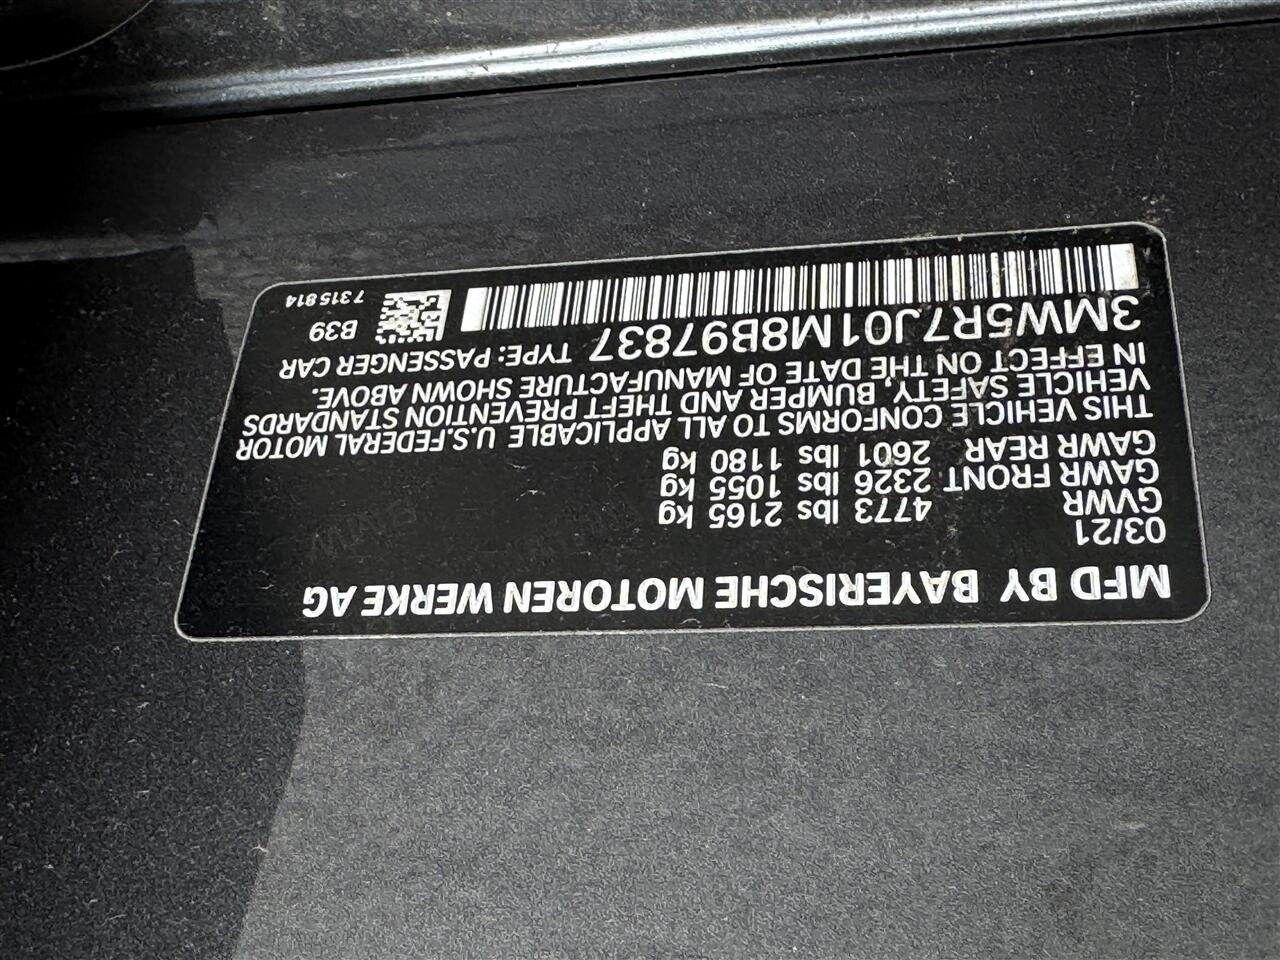 MFD BY BAYERISCHE MOTOREN WERKE AG
03/21
GVWR 4773 lbs 2165 kg
GAWR FRONT 2326 lbs 1055 kg
GAWR REAR 2601 lbs 1180 kg
THIS VEHICLE CONFORMS TO ALL APPLICABLE U.S.FEDERAL MOTOR
VEHICLE SAFETY, BUMPER AND THEFT PREVENTION STANDARDS
IN EFFECT ON THE DATE OF MANUFACTURE SHOWN ABOVE.
3MW5R7J01M8B97837 TYPE: PASSENGER CAR
B39
7315814